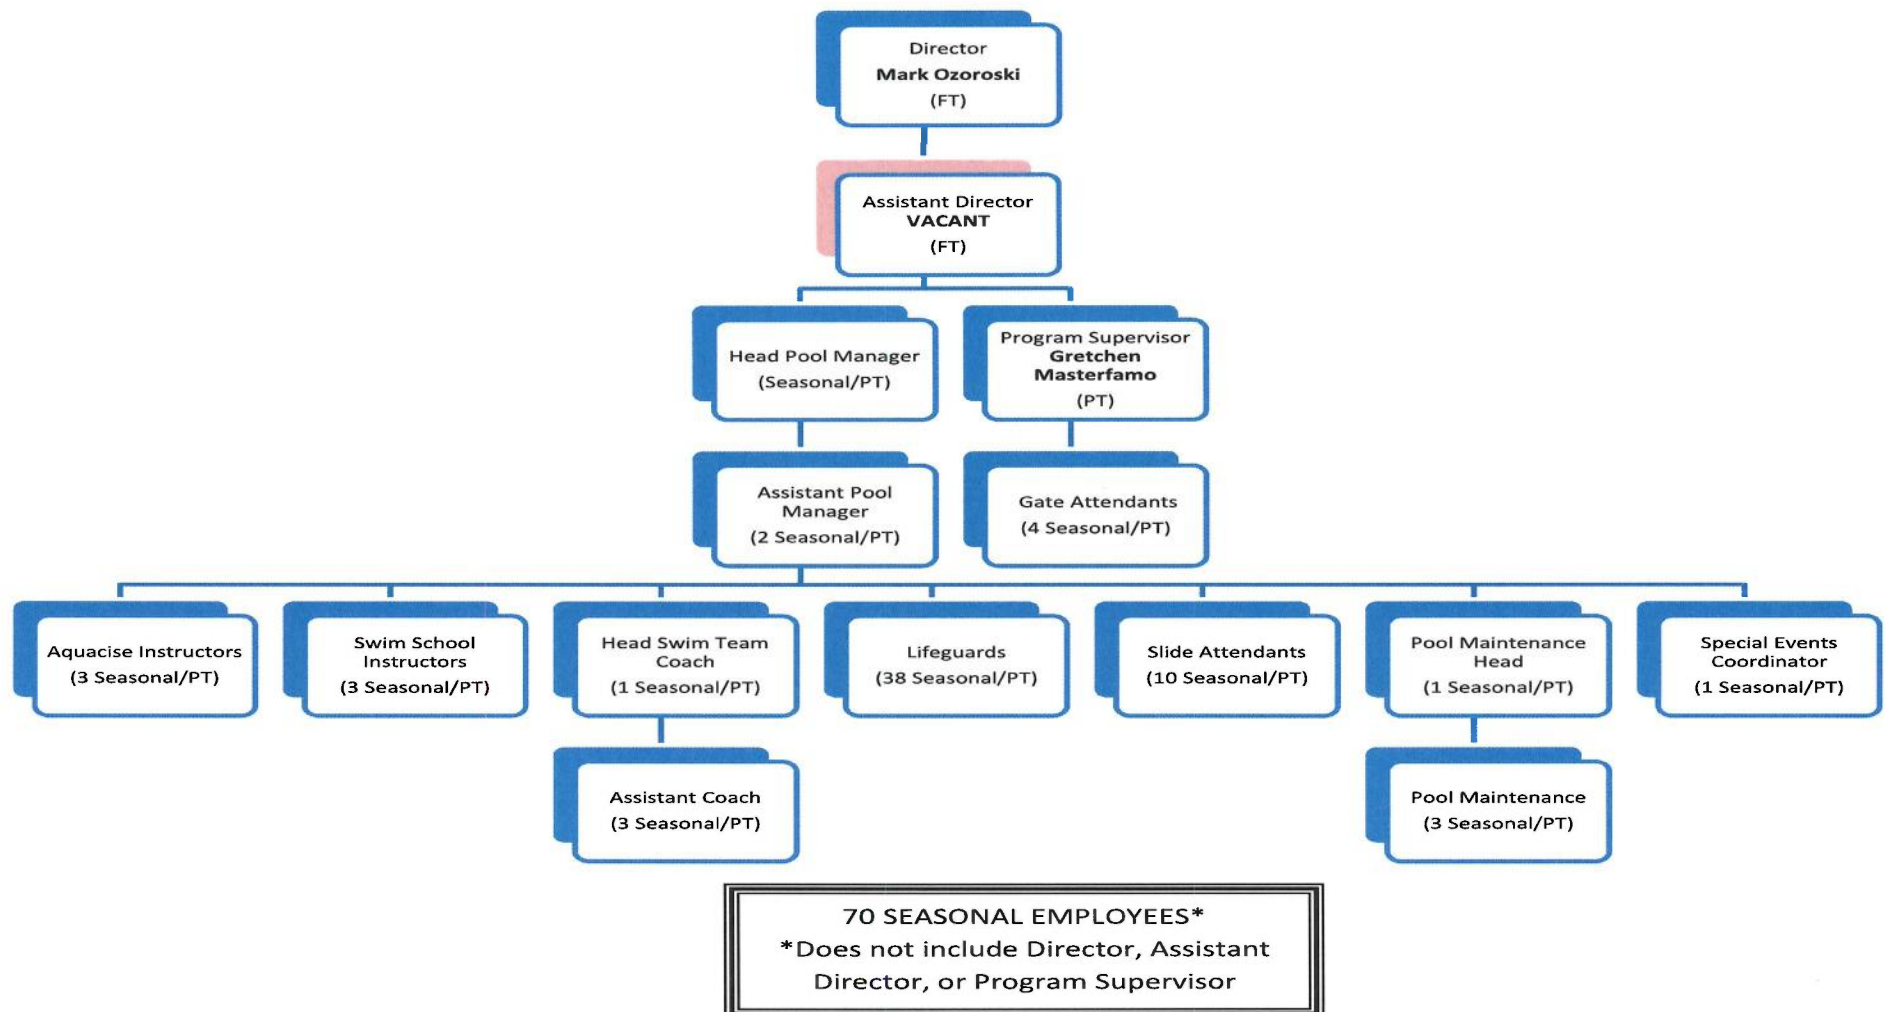 Director
Mark Ozoroski
(FT)
Assistant Director
VACANT
(FT)
Head Pool Manager
(Seasonal/PT)
Program Supervisor
Gretchen
Masterfamo
(PT)
Assistant Pool
Manager
(2 Seasonal/PT)
Gate Attendants
(4 Seasonal/PT)
Aquacise Instructors
(3 Seasonal/PT)
Swim School
Instructors
(3 Seasonal/PT)
Head Swim Team
Coach
(1 Seasonal/PT)
Lifeguards
(38 Seasonal/PT)
Slide Attendants
(10 Seasonal/PT)
Pool Maintenance
Head
(1 Seasonal/PT)
Special Events
Coordinator
(1 Seasonal/PT)
Assistant Coach
(3 Seasonal/PT)
Pool Maintenance
(3 Seasonal/PT)
70 SEASONAL EMPLOYEES*
*Does not include Director, Assistant
Director, or Program Supervisor